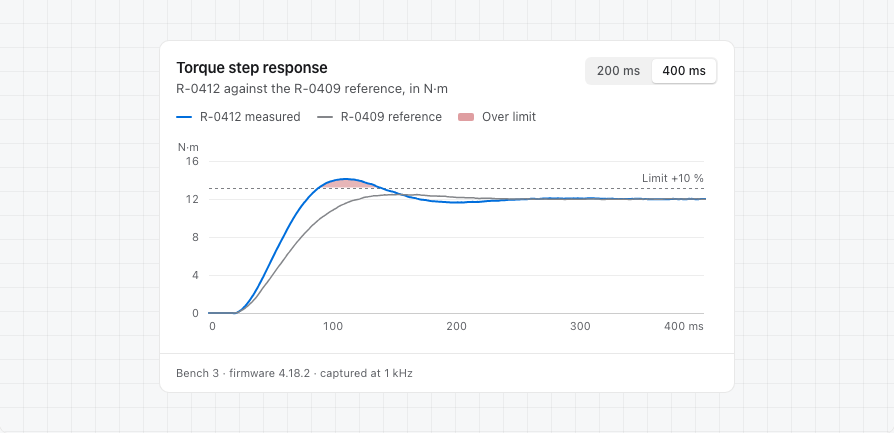 Torque step response
200 ms
400 ms
R-0412 against the R-0409 reference, in N·m
R-0412 measured
R-0409 reference
Over limit
N·m
16
Limit +10 %
12
8
4
0
0
100
200
300
400 ms
Bench 3 · firmware 4.18.2 · captured at 1 kHz